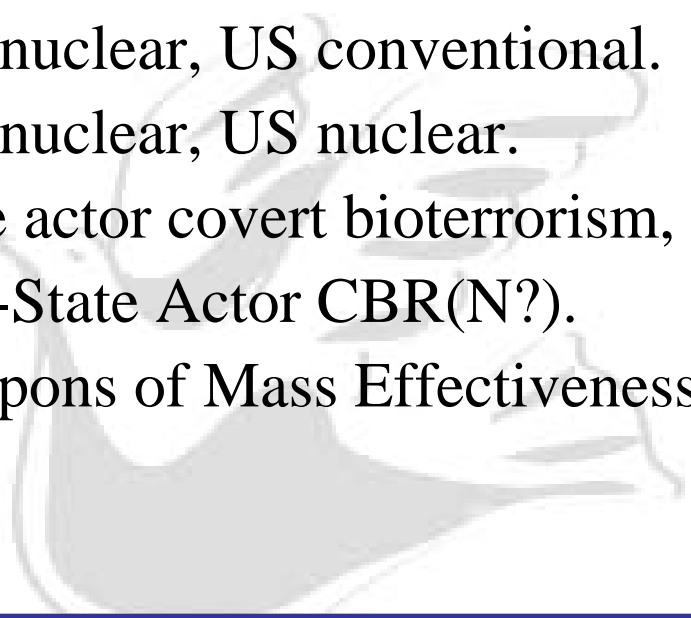 nuclear, US conventional.
nuclear, US nuclear.
actor covert bioterrorism,
-State Actor CBR(N?).
pons of Mass Effectiveness